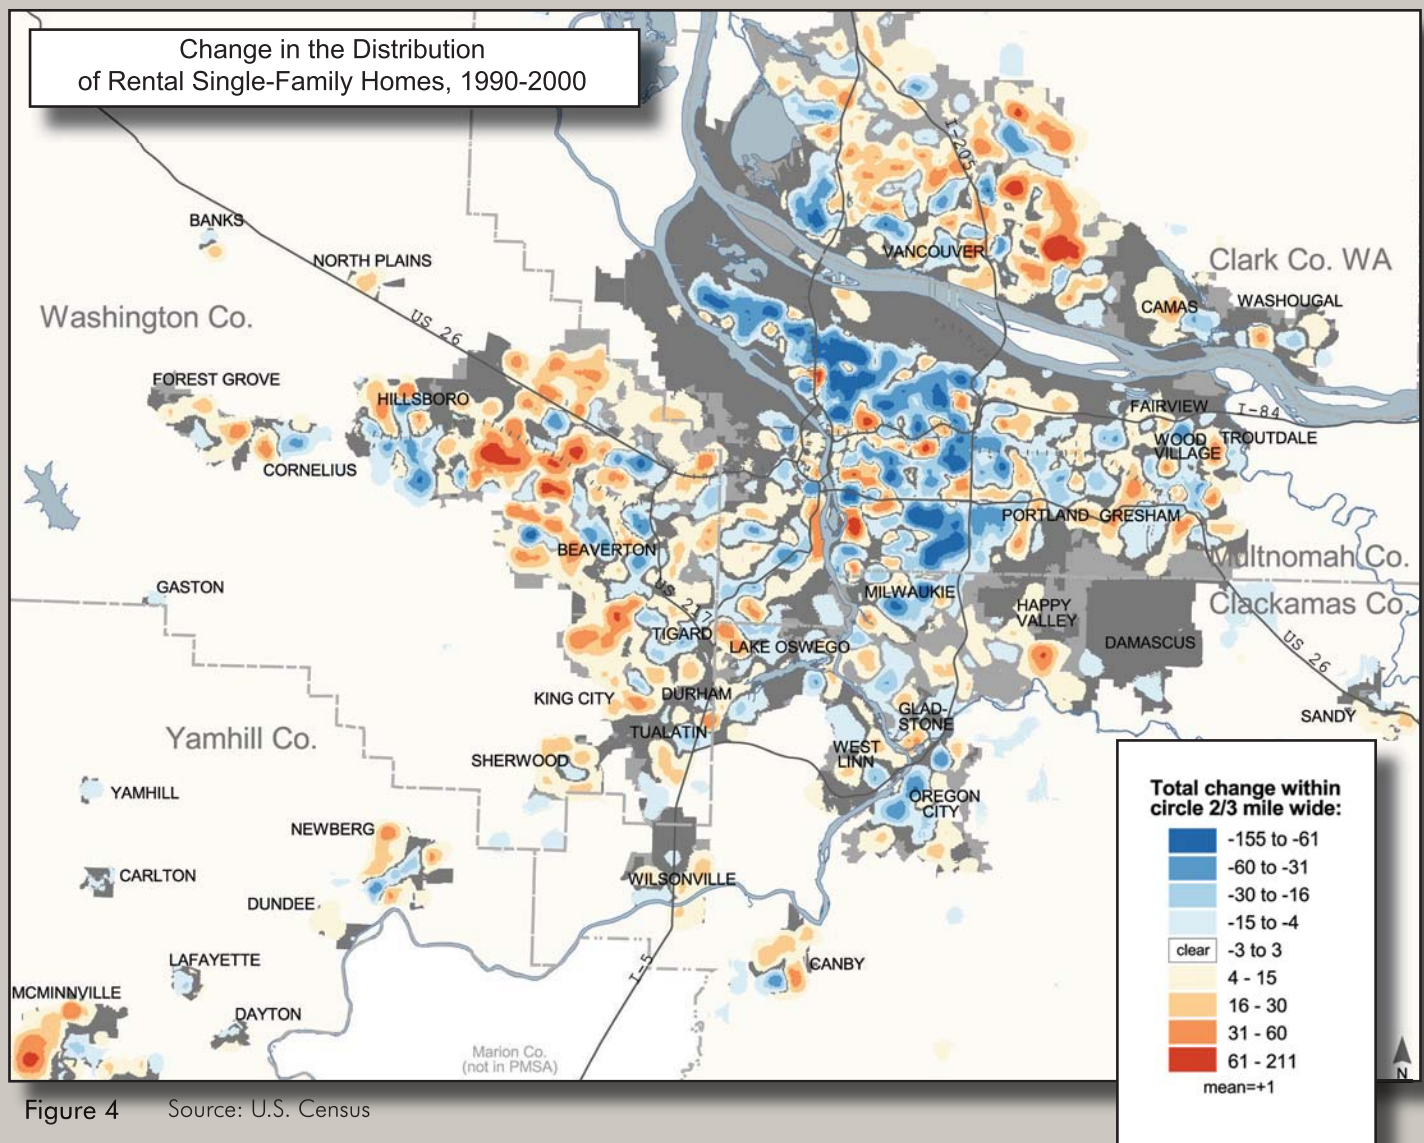 Change in the Distribution
of Rental Single-Family Homes, 1990-2000
I-205
BANKS
NORTH PLAINS
VANCOUVER
Clark Co. WA
Washington Co.
US 26
CAMAS
WASHOUGAL
FOREST GROVE
HILLSBORO
FAIRVIEW
I-84
CORNELIUS
WOOD
VILLAGE
TROUTDALE
PORTLAND
GRESHAM
BEAVERTON
Multnomah Co.
GASTON
US 217
MILWAUKIE
HAPPY
VALLEY
Clackamas Co.
TIGARD
LAKE OSWEGO
DAMASCUS
US 26
KING CITY
DURHAM
GLAD-
STONE
SANDY
Yamhill Co.
TUALATIN
SHERWOOD
WEST
LINN
YAMHILL
OREGON
CITY
NEWBERG
CARLTON
WILSONVILLE
DUNDEE
LAFAYETTE
CANBY
I-5
MCMINNVILLE
DAYTON
Marion Co.
(not in PMSA)
Total change within
circle 2/3 mile wide:
-155 to -61
-60 to -31
-30 to -16
-15 to -4
clear -3 to 3
4 - 15
16 - 30
31 - 60
61 - 211
mean=+1
N
Figure 4 Source: U.S. Census